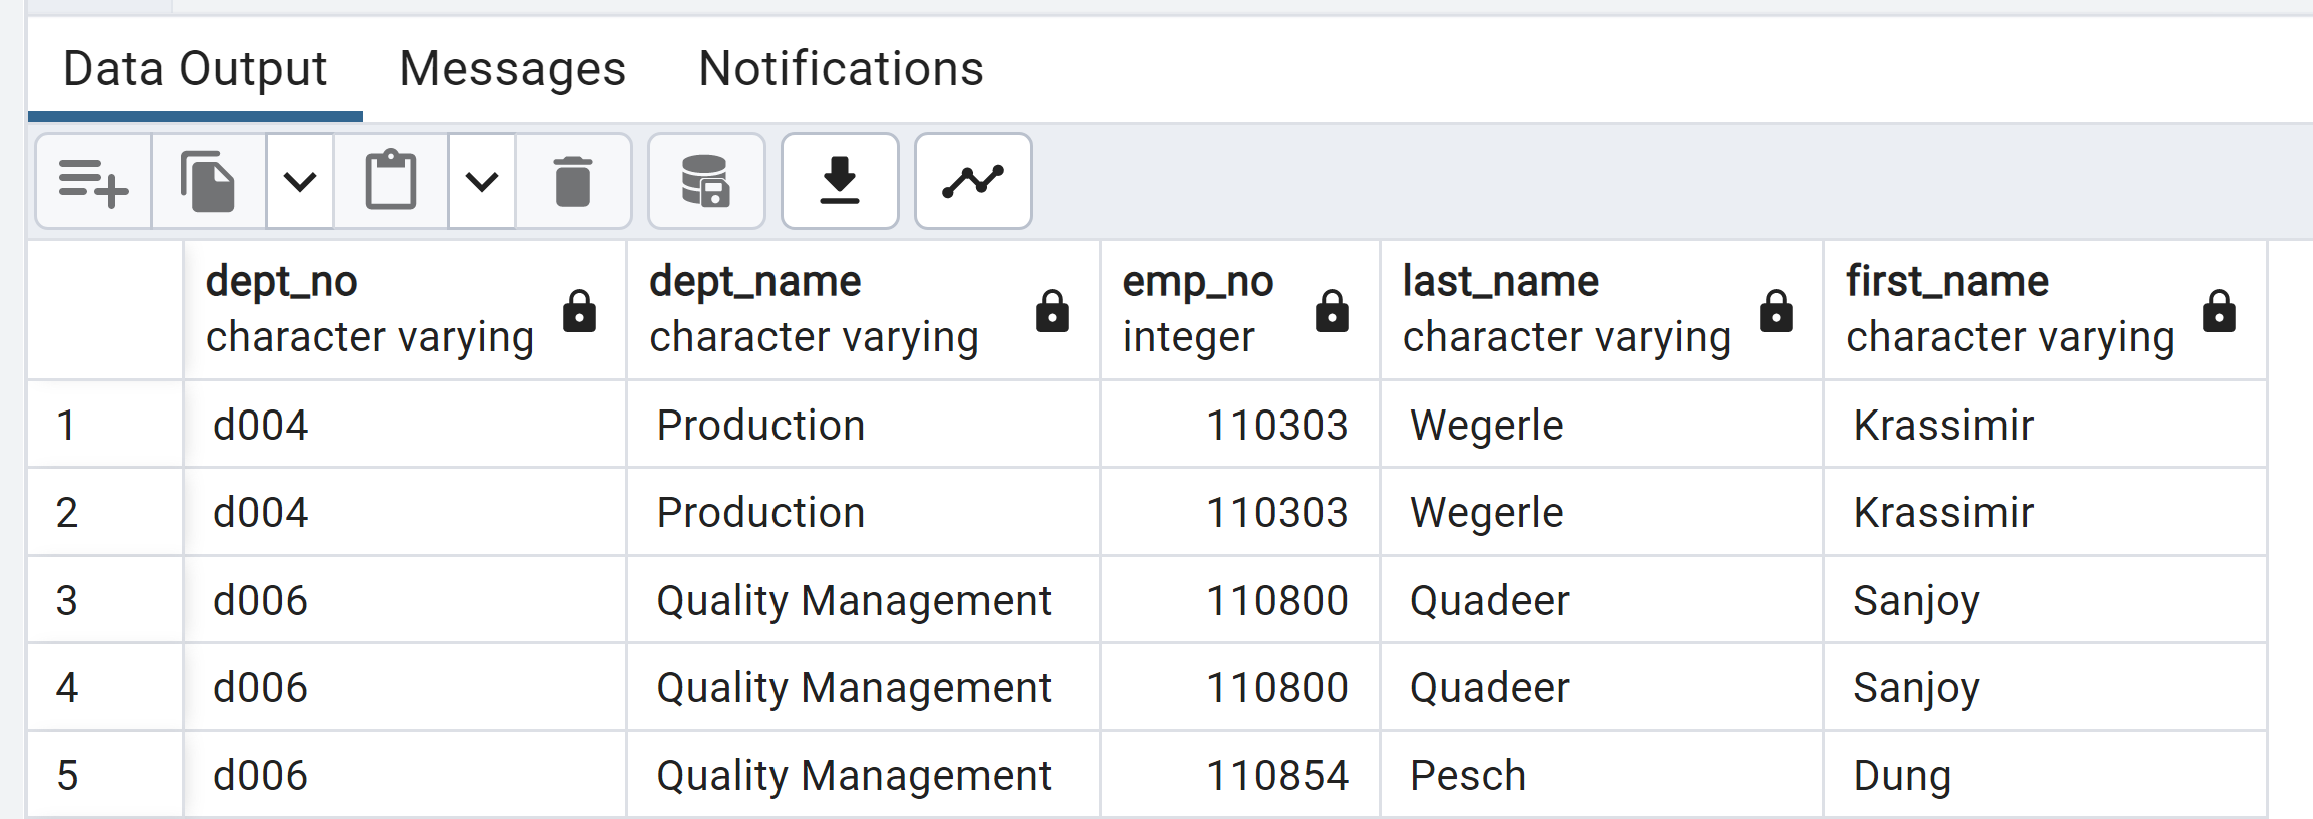 Data Output Messages Notifications
dept_no dept_name emp_no last_name first_name
character varying character varying integer character varying character varying
1 d004 Production 110303 Wegerle Krassimir
2 d004 Production 110303 Wegerle Krassimir
3 d006 Quality Management 110800 Quadeer Sanjoy
4 d006 Quality Management 110800 Quadeer Sanjoy
5 d006 Quality Management 110854 Pesch Dung